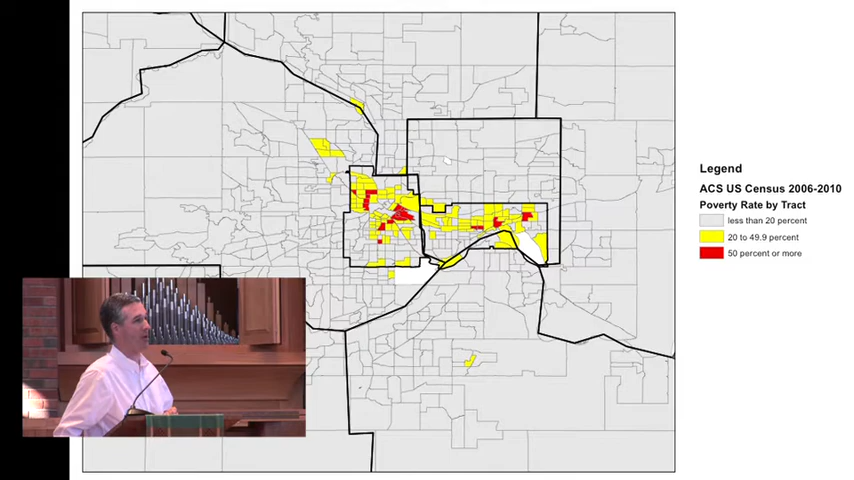 Legend
ACS US Census 2006-2010
Poverty Rate by Tract
less than 20 percent
20 to 49.9 percent
50 percent or more